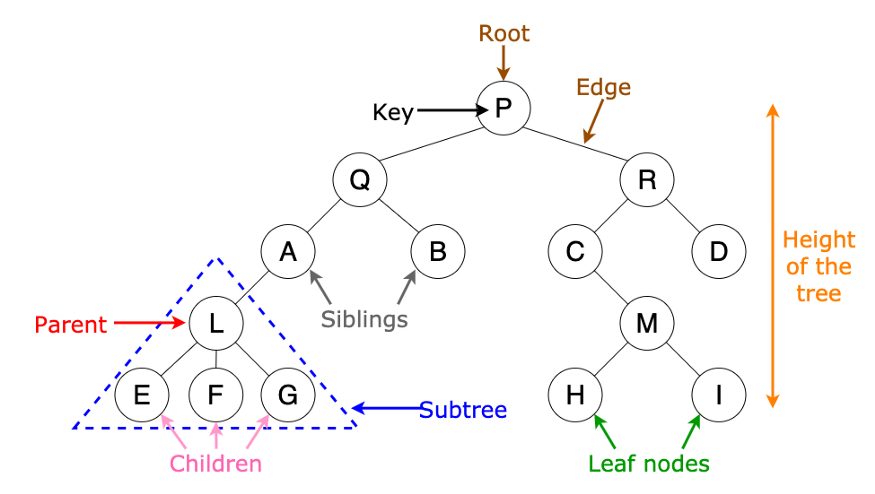 Root
Edge
Key
P
Q
R
A
B
C
D
Height
of the
tree
Siblings
Parent
L
M
E
F
G
H
I
Subtree
Children
Leaf nodes